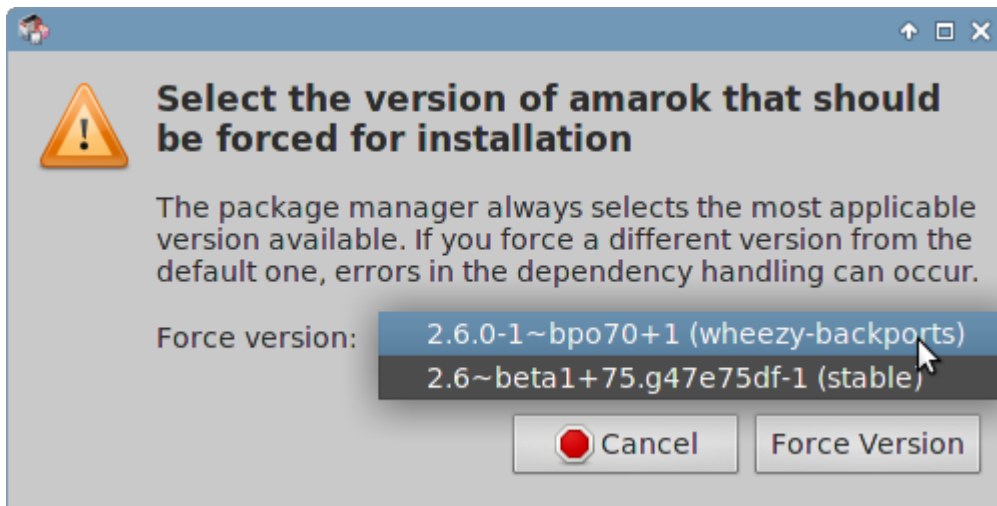 Select the version of amarok that should
be forced for installation
The package manager always selects the most applicable
version available. If you force a different version from the
default one, errors in the dependency handling can occur.
Force version:
2.6.0-1~bpo70+1 (wheezy-backports)
2.6~beta1+75.g47e75df-1 (stable)
Cancel
Force Version